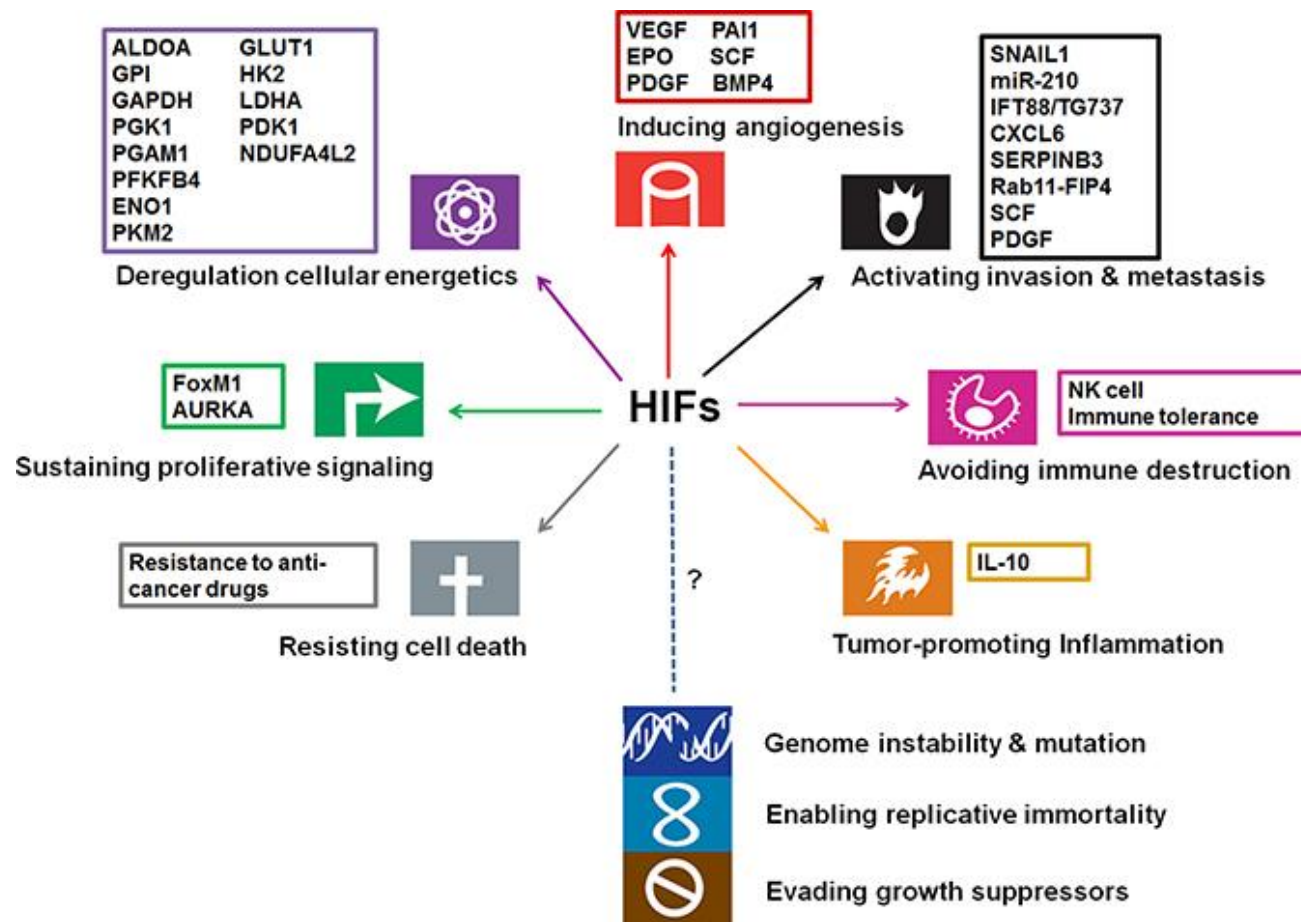 ALDOA GLUT1
GPI HK2
GAPDH LDHA
PGK1 PDK1
PGAM1 NDUFA4L2
PFKFB4
ENO1
PKM2
Deregulation cellular energetics
VEGF PAI1
EPO SCF
PDGF BMP4
Inducing angiogenesis
SNAIL1
miR-210
IFT88/TG737
CXCL6
SERPINB3
Rab11-FIP4
SCF
PDGF
Activating invasion & metastasis
FoxM1
AURKA
Sustaining proliferative signaling
HIFs
NK cell
Immune tolerance
Avoiding immune destruction
Resistance to anti-
cancer drugs
Resisting cell death
?
IL-10
Tumor-promoting Inflammation
Genome instability & mutation
Enabling replicative immortality
Evading growth suppressors